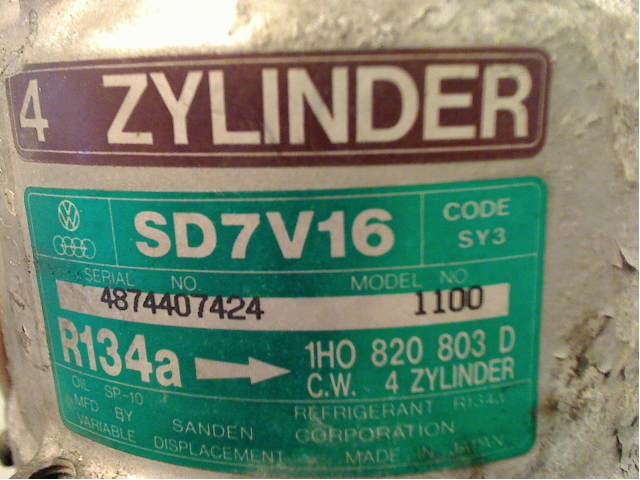 4 ZYLINDER
SD7V16
CODE
SY3
SERIAL NO. MODEL NO
4874407424 1100
R134a 1H0 820 803 D
C.W. 4 ZYLINDER
OIL SP-10 REFRIGERANT R134a
MFD BY SANDEN CORPORATION
VARIABLE DISPLACEMENT MADE IN JAPAN